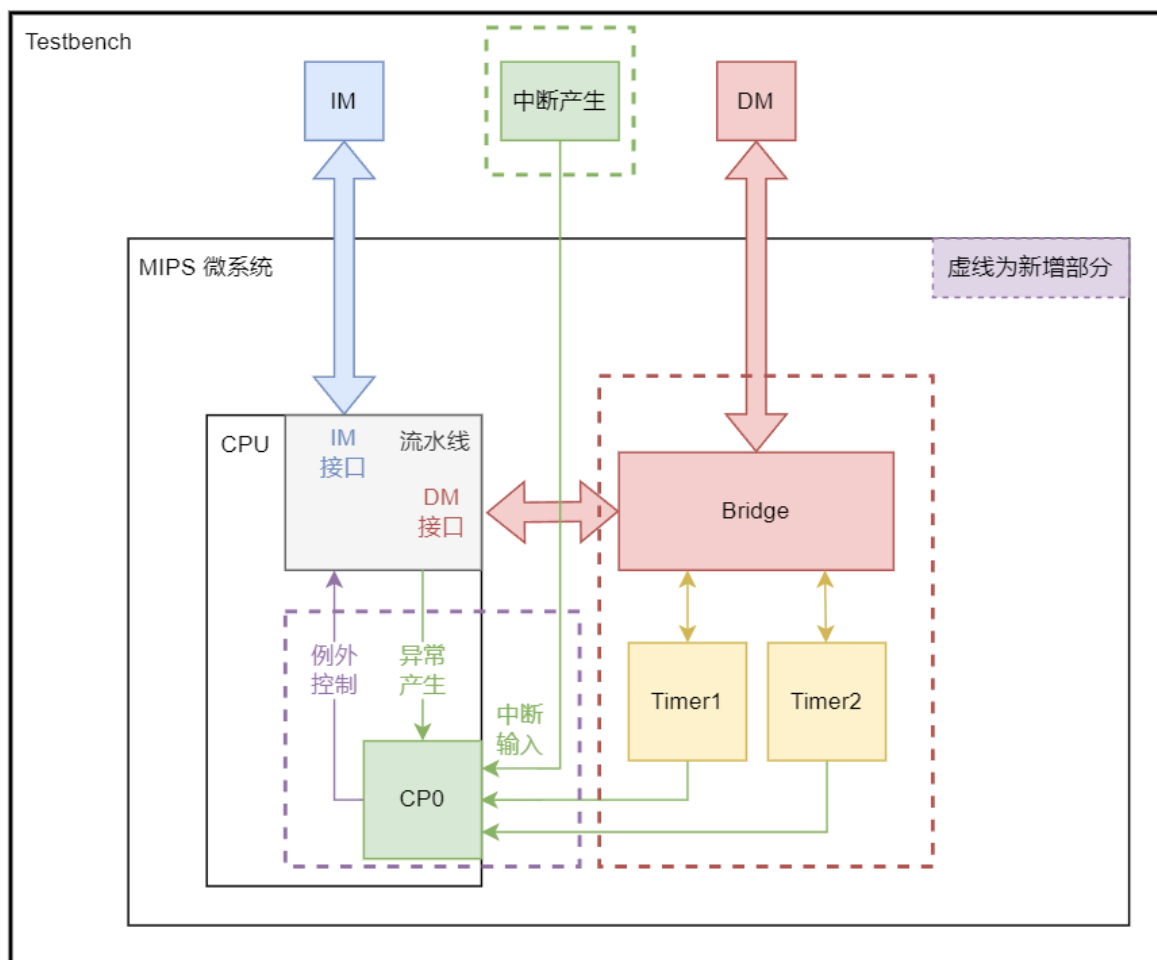 Testbench
IM
中断产生
DM
MIPS 微系统
虚线为新增部分
CPU
IM
接口
流水线
DM
接口
Bridge
例外
控制
异常
产生
中断
输入
Timer1
Timer2
CP0